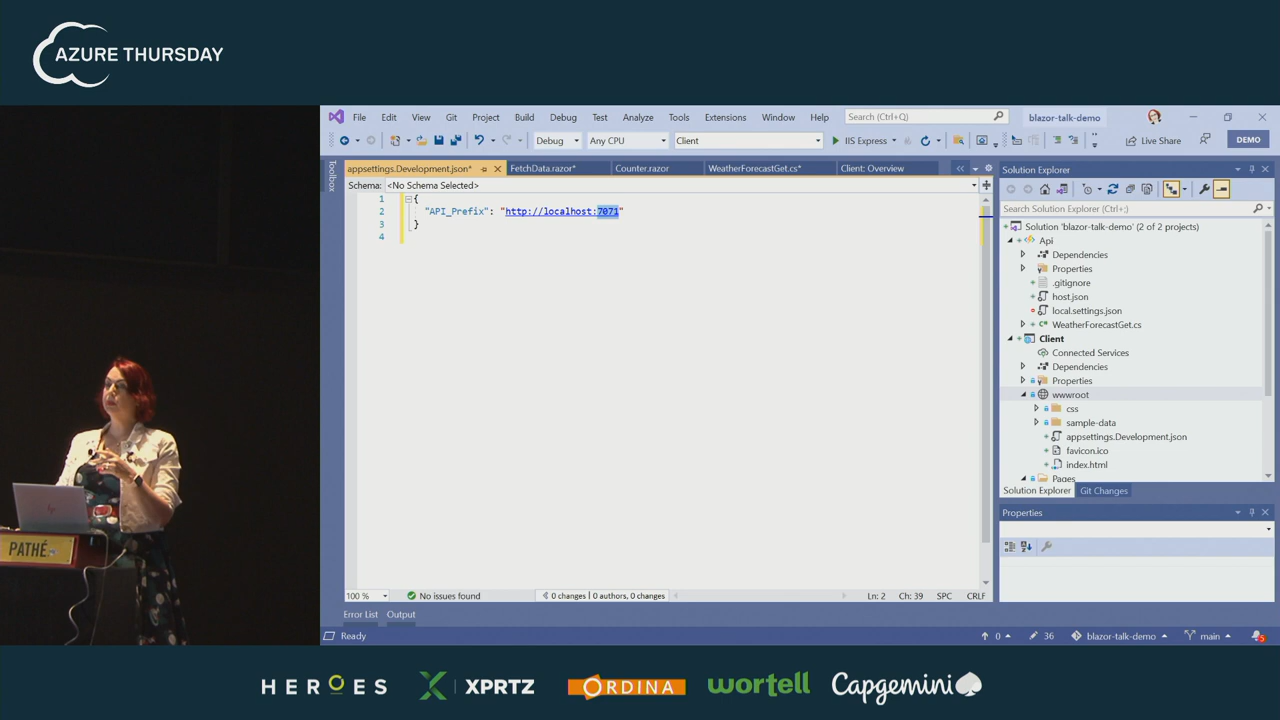 AZURE THURSDAY
File Edit View Git Project Build Debug Test Analyze Tools Extensions Window Help Search (Ctrl+Q) blazor-talk-demo
Debug Any CPU Client IIS Express Live Share DEMO
Toolbox
appsettings.Development.json* FetchData.razor* Counter.razor WeatherForecastGet.cs* Client: Overview
Schema: <No Schema Selected>
1 {
2 "API_Prefix": "http://localhost:7071"
3 }
4
100 % No issues found 0 changes | 0 authors, 0 changes Ln: 2 Ch: 39 SPC CRLF
Error List Output
Ready 0 36 blazor-talk-demo main 5
Solution Explorer
Search Solution Explorer (Ctrl+;)
Solution 'blazor-talk-demo' (2 of 2 projects)
Api
Dependencies
Properties
.gitignore
host.json
local.settings.json
WeatherForecastGet.cs
Client
Connected Services
Dependencies
Properties
wwwroot
css
sample-data
appsettings.Development.json
favicon.ico
index.html
Pages
Solution Explorer Git Changes
Properties
PATHÉ
HEROES XPRTZ ORDINA wortell Capgemini